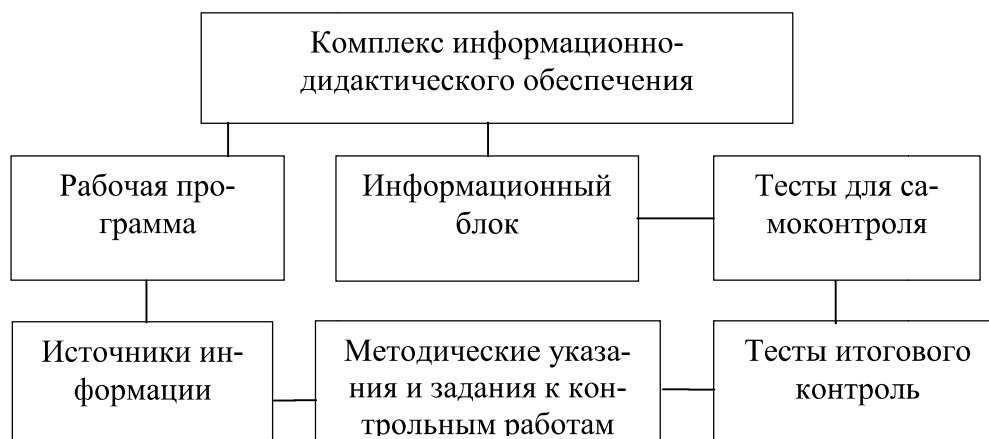 Комплекс информационно-
дидактического обеспечения
Рабочая про-
грамма
Информационный
блок
Тесты для са-
моконтроля
Источники ин-
формации
Методические указа-
ния и задания к кон-
трольным работам
Тесты итогового
контроль